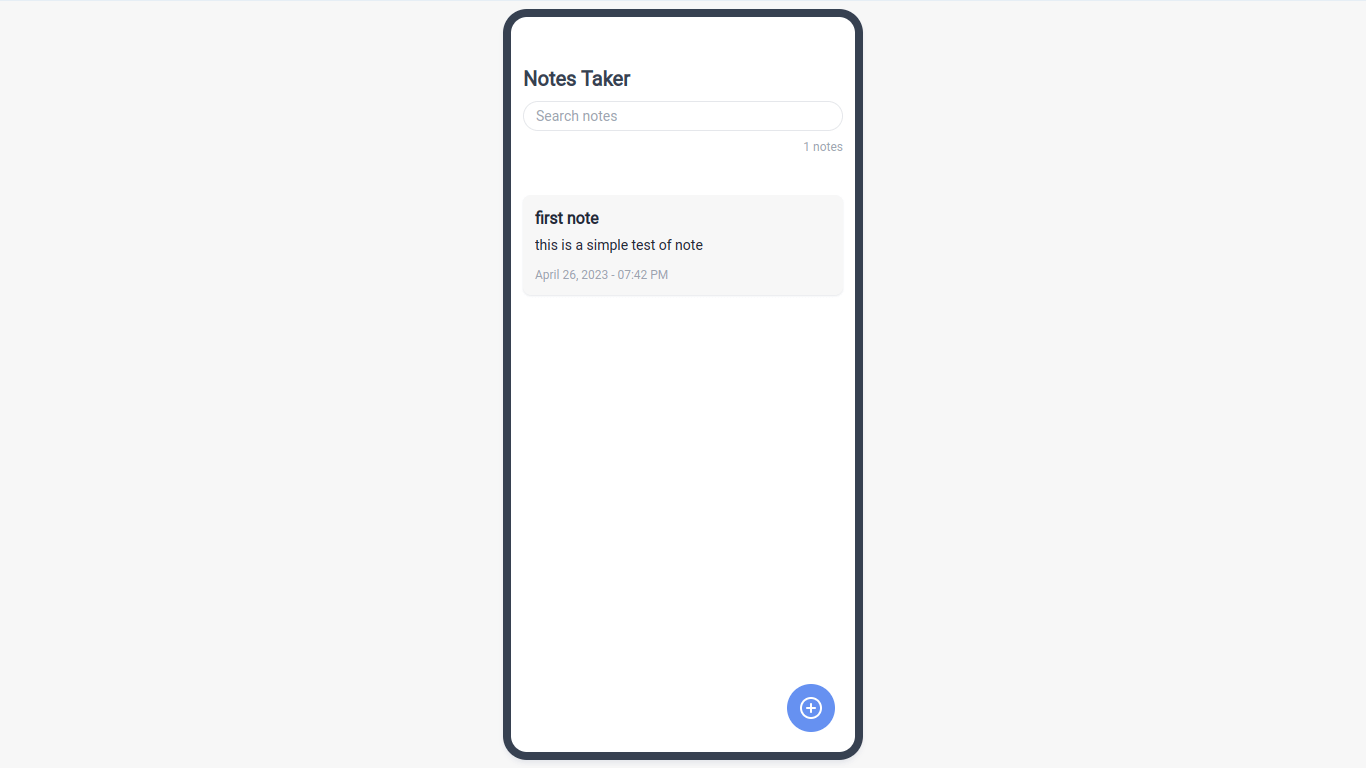 Notes Taker
Search notes
1 notes
first note
this is a simple test of note
April 26, 2023 - 07:42 PM